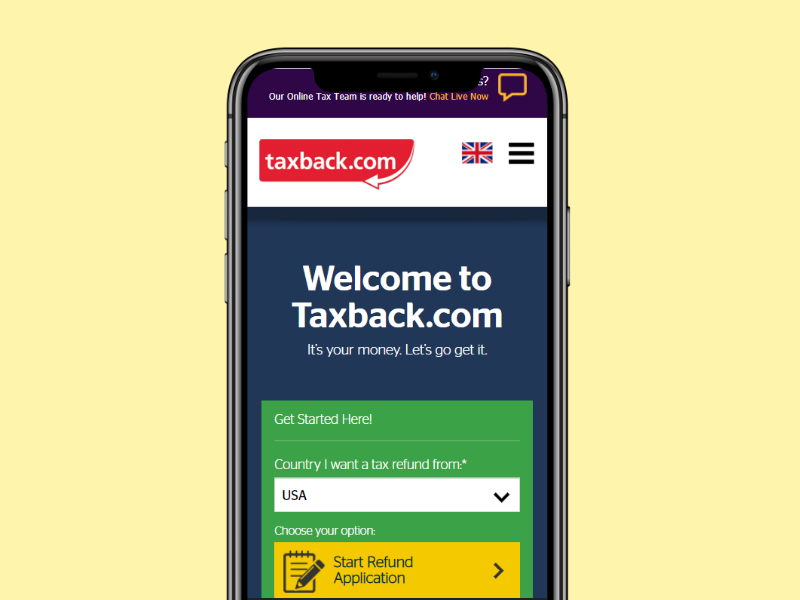 s?
Our Online Tax Team is ready to help! Chat Live Now
taxback.com
Welcome to
Taxback.com
It's your money. Let's go get it.
Get Started Here!
Country I want a tax refund from:*
USA
Choose your option:
Start Refund
Application